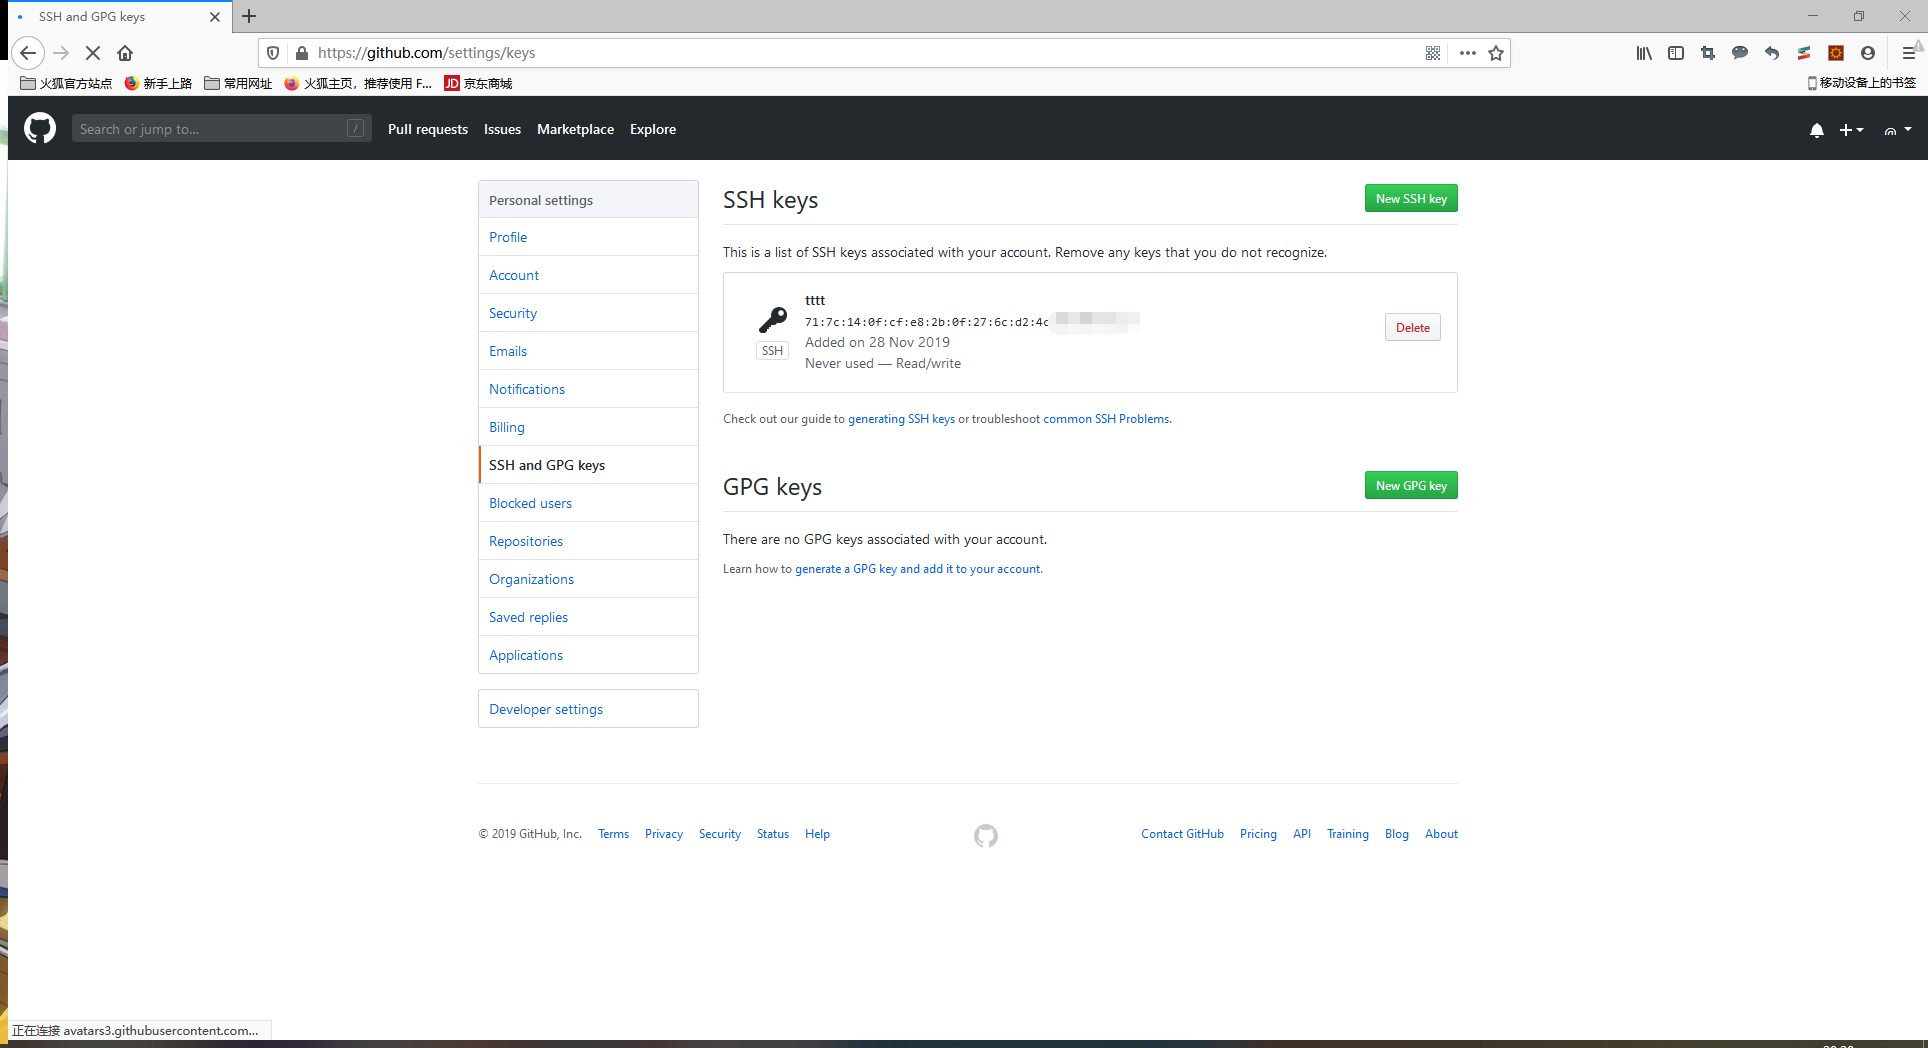 SSH and GPG keys
https://github.com/settings/keys
火狐官方站点 新手上路 常用网址 火狐主页，推荐使用 F... JD 京东商城 移动设备上的书签
Search or jump to... / Pull requests Issues Marketplace Explore
Personal settings
Profile
Account
Security
Emails
Notifications
Billing
SSH and GPG keys
Blocked users
Repositories
Organizations
Saved replies
Applications
Developer settings
SSH keys
New SSH key
This is a list of SSH keys associated with your account. Remove any keys that you do not recognize.
tttt
71:7c:14:0f:cf:e8:2b:0f:27:6c:d2:4c
SSH
Added on 28 Nov 2019
Never used — Read/write
Delete
Check out our guide to generating SSH keys or troubleshoot common SSH Problems.
GPG keys
New GPG key
There are no GPG keys associated with your account.
Learn how to generate a GPG key and add it to your account.
© 2019 GitHub, Inc. Terms Privacy Security Status Help Contact GitHub Pricing API Training Blog About
正在连接 avatars3.githubusercontent.com...